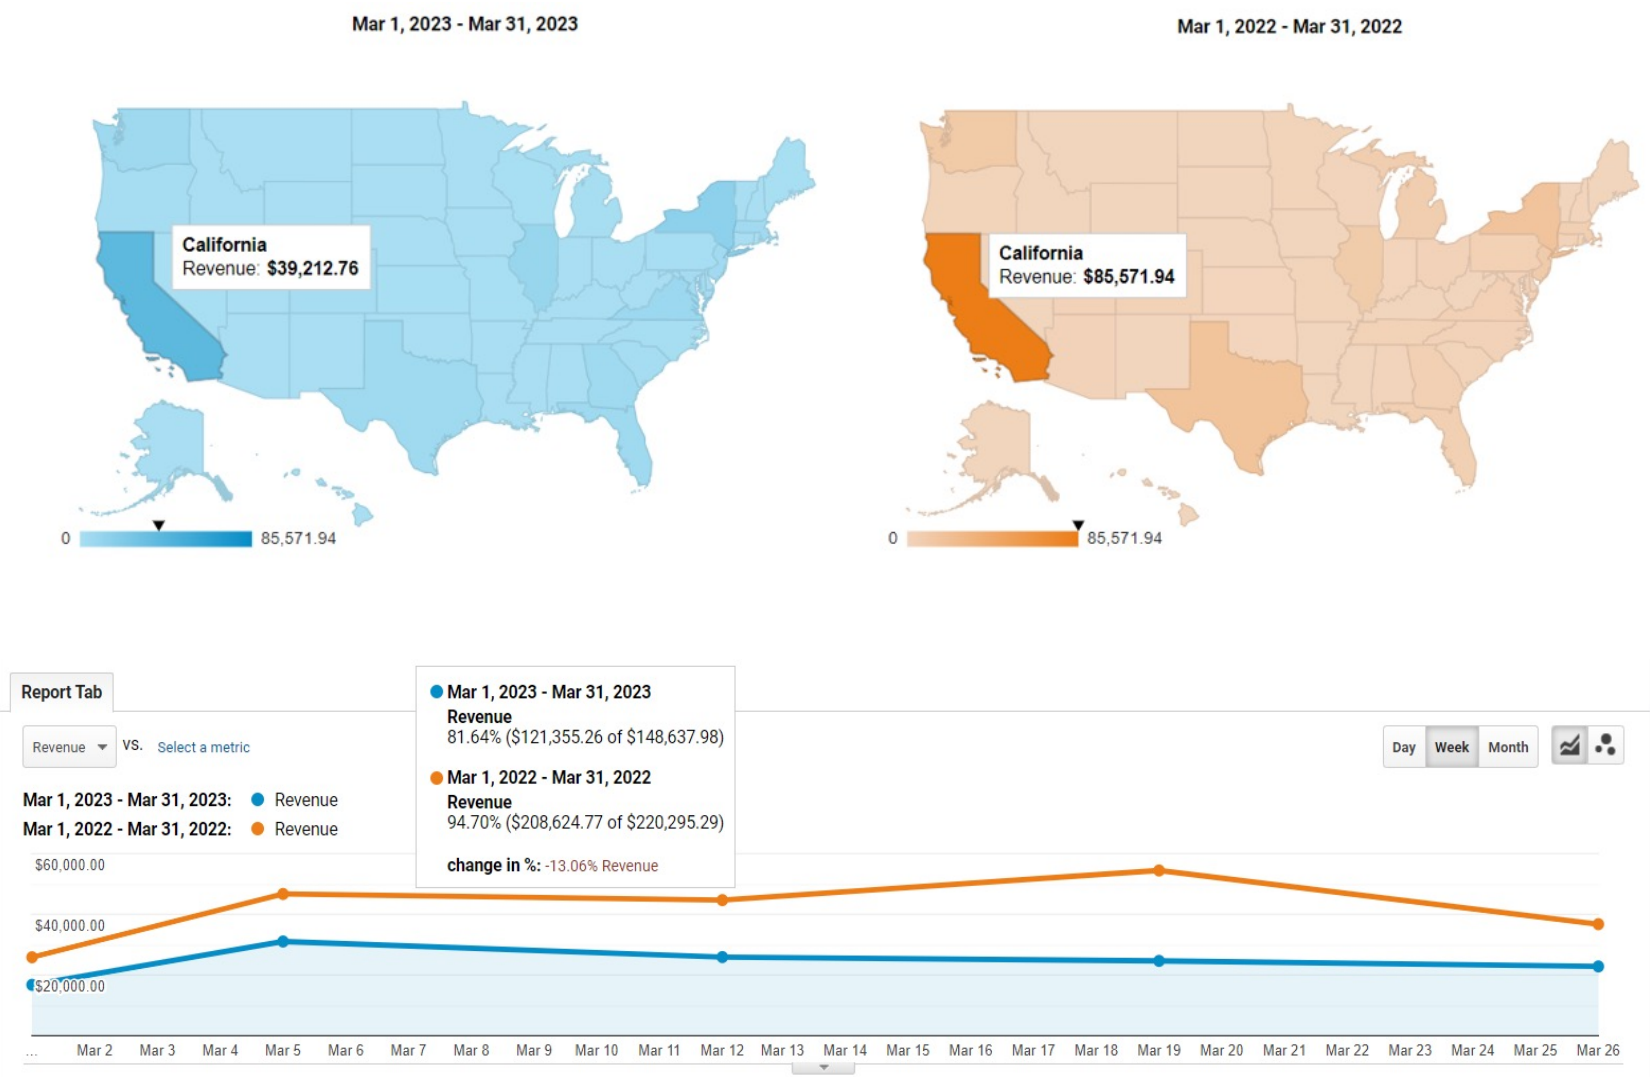 Mar 1, 2023 - Mar 31, 2023
Mar 1, 2022 - Mar 31, 2022
California
Revenue: $39,212.76
California
Revenue: $85,571.94
0
85,571.94
0
85,571.94
Report Tab
Revenue
VS.
Select a metric
Mar 1, 2023 - Mar 31, 2023
Revenue
81.64% ($121,355.26 of $148,637.98)
Mar 1, 2022 - Mar 31, 2022
Revenue
94.70% ($208,624.77 of $220,295.29)
change in %: -13.06% Revenue
Day
Week
Month
Mar 1, 2023 - Mar 31, 2023: Revenue
Mar 1, 2022 - Mar 31, 2022: Revenue
$60,000.00
$40,000.00
$20,000.00
... Mar 2 Mar 3 Mar 4 Mar 5 Mar 6 Mar 7 Mar 8 Mar 9 Mar 10 Mar 11 Mar 12 Mar 13 Mar 14 Mar 15 Mar 16 Mar 17 Mar 18 Mar 19 Mar 20 Mar 21 Mar 22 Mar 23 Mar 24 Mar 25 Mar 26